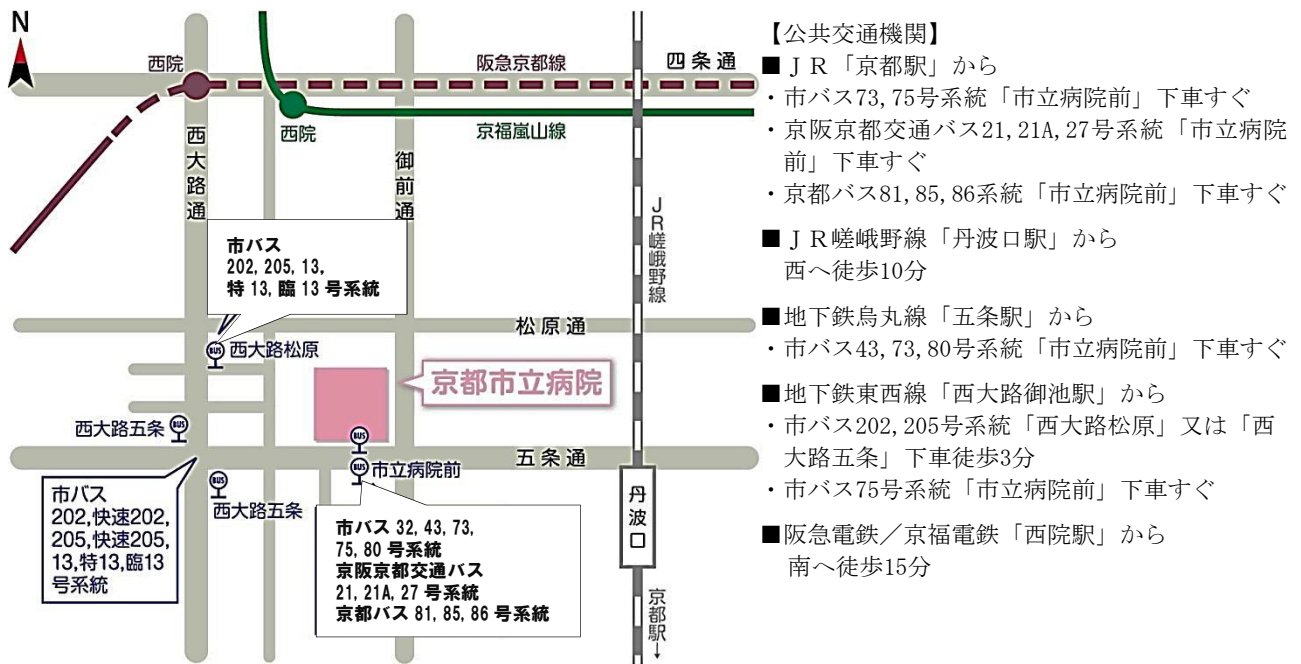 N
西院
阪急京都線
四条通
西院
京福嵐山線
西大路通
御前通
JR嵯峨野線
市バス
202, 205, 13,
特 13, 臨 13 号系統
松原通
BUS 西大路松原
京都市立病院
西大路五条 BUS
BUS
五条通
BUS 市立病院前
BUS
西大路五条
丹波口
市バス
202,快速202,
205,快速205,
13,特13,臨13
号系統
市バス 32, 43, 73,
75, 80 号系統
京阪京都交通バス
21, 21A, 27 号系統
京都バス 81, 85, 86 号系統
京都駅→
【公共交通機関】
■ＪＲ「京都駅」から
・市バス73,75号系統「市立病院前」下車すぐ
・京阪京都交通バス21,21A,27号系統「市立病院
前」下車すぐ
・京都バス81,85,86系統「市立病院前」下車すぐ
■ＪＲ嵯峨野線「丹波口駅」から
西へ徒歩10分
■地下鉄烏丸線「五条駅」から
・市バス43,73,80号系統「市立病院前」下車すぐ
■地下鉄東西線「西大路御池駅」から
・市バス202,205号系統「西大路松原」又は「西
大路五条」下車徒歩3分
・市バス75号系統「市立病院前」下車すぐ
■阪急電鉄／京福電鉄「西院駅」から
南へ徒歩15分